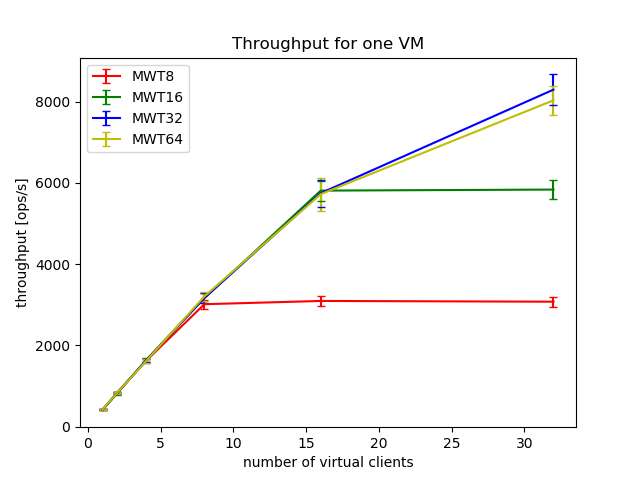 Throughput for one VM
MWT8
MWT16
MWT32
MWT64
throughput [ops/s]
8000
6000
4000
2000
0
0 5 10 15 20 25 30
number of virtual clients